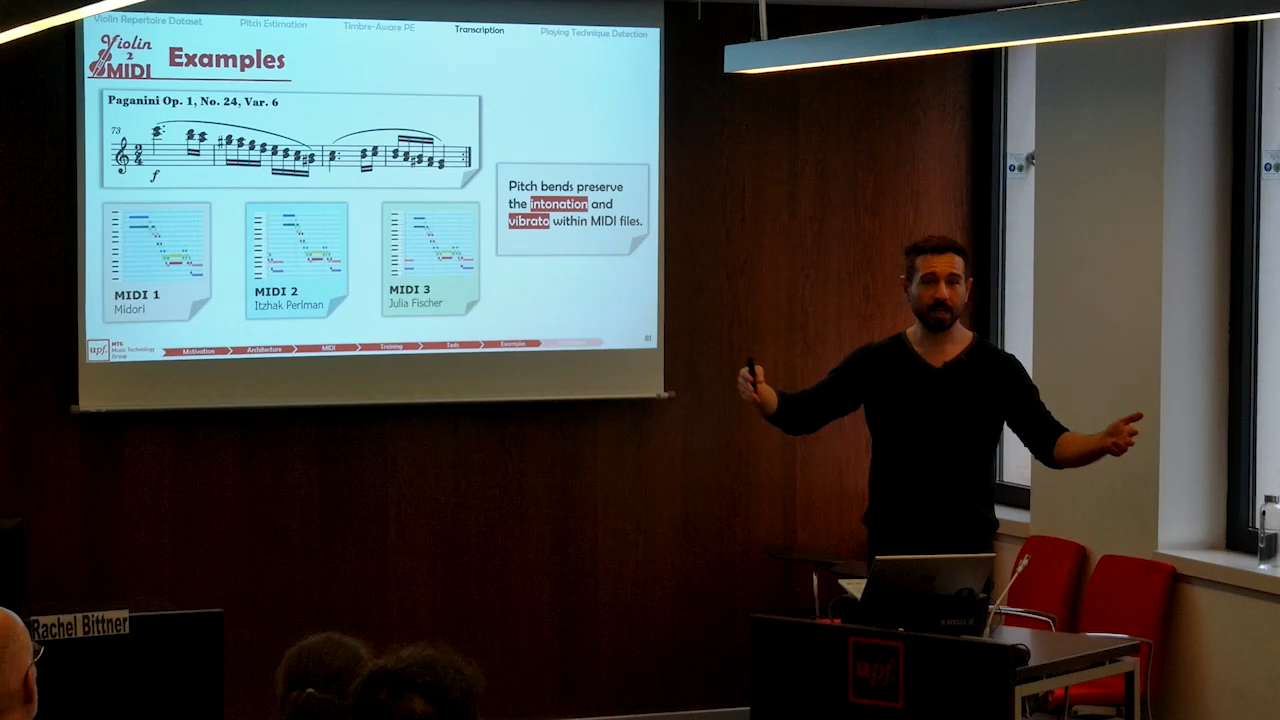 Violin Repertoire Dataset
Pitch Estimation
Timbre-Aware PE
Transcription
Playing Technique Detection
Violin
2
MIDI
Examples
Paganini Op. 1, No. 24, Var. 6
73
2
4
f
Pitch bends preserve
the intonation and
vibrato within MIDI files.
MIDI 1
Midori
MIDI 2
Itzhak Perlman
MIDI 3
Julia Fischer
upf.
MTG
Music Technology
Group
Motivation
Architecture
MIDI
Training
Tests
Examples
61
Rachel Bittner
upf.